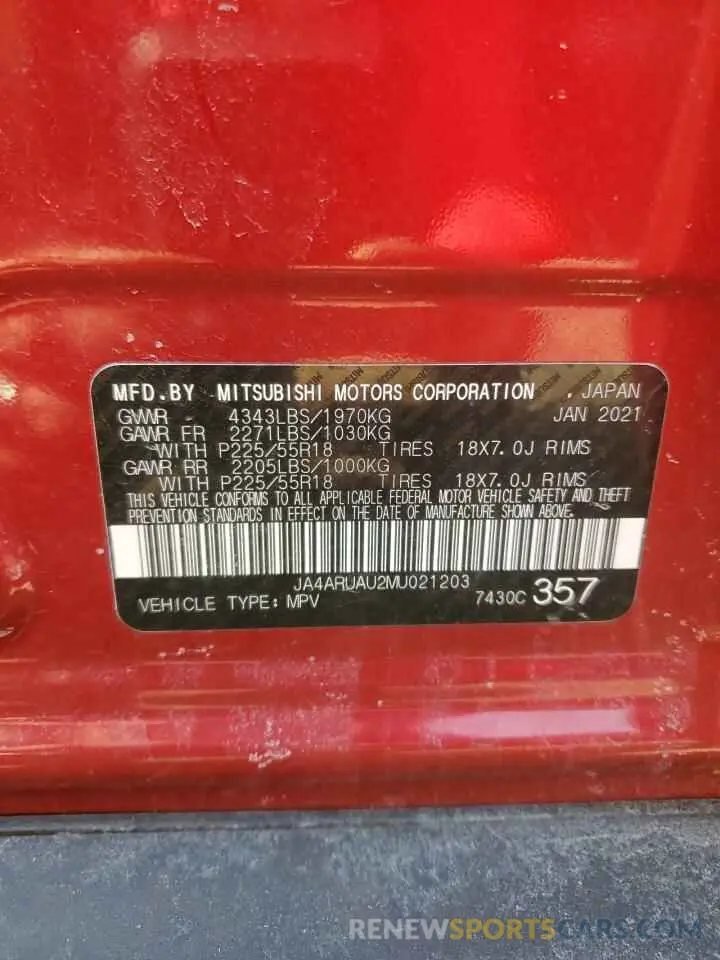 MFD.BY MITSUBISHI MOTORS CORPORATION . JAPAN
GVWR - 4343LBS/1970KG JAN 2021
GAWR FR 2271LBS/1030KG
WITH P225/55R18 TIRES 18X7.0J RIMS
GAWR RR 2205LBS/1000KG
WITH P225/55R18 TIRES 18X7.0J RIMS
THIS VEHICLE CONFORMS TO ALL APPLICABLE FEDERAL MOTOR VEHICLE SAFETY AND THEFT
PREVENTION STANDARDS IN EFFECT ON THE DATE OF MANUFACTURE SHOWN ABOVE.
JA4ARUAU2MU021203
VEHICLE TYPE: MPV 7430C 357
RENEWSPORTSCARS.COM